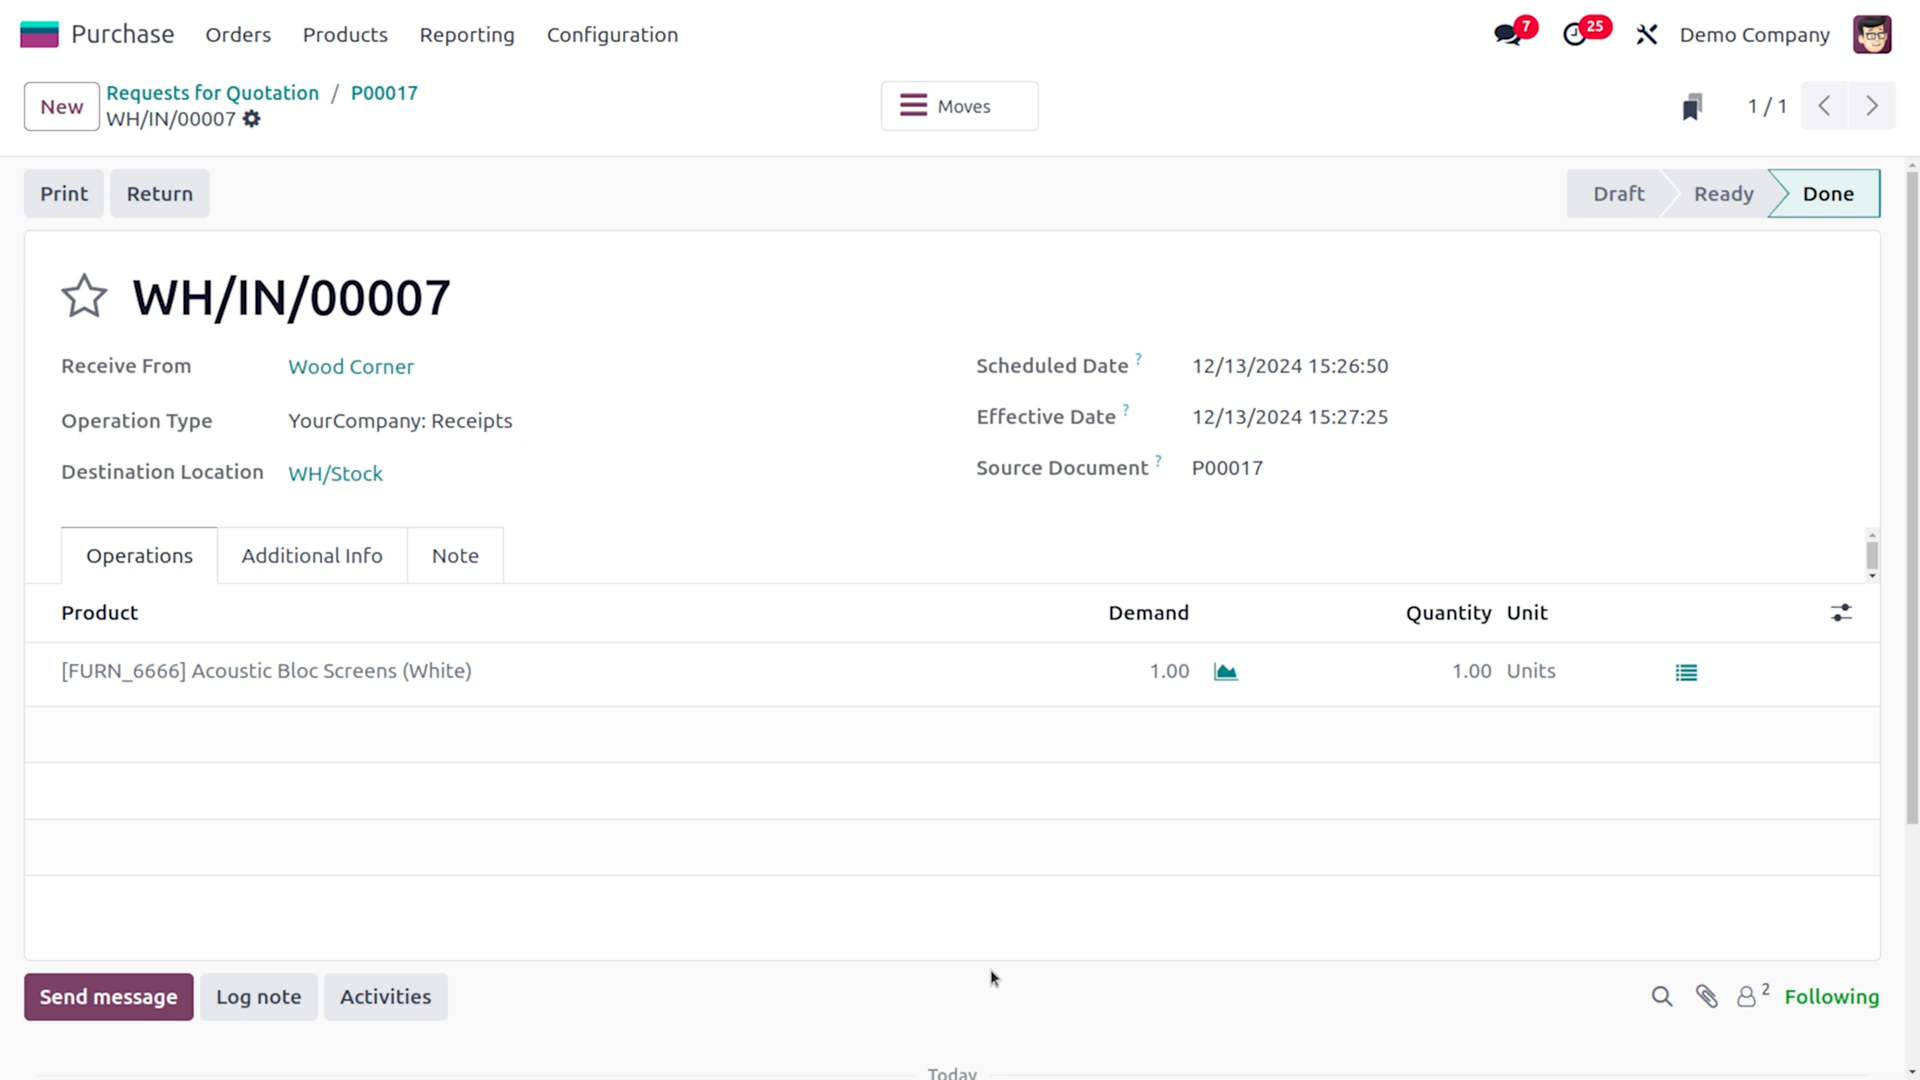 Purchase Orders Products Reporting Configuration 7 25 Demo Company
New Requests for Quotation / P00017
WH/IN/00007
Moves
1 / 1
Print Return Draft Ready Done
WH/IN/00007
Receive From Wood Corner Scheduled Date ? 12/13/2024 15:26:50
Operation Type YourCompany: Receipts Effective Date ? 12/13/2024 15:27:25
Destination Location WH/Stock Source Document ? P00017
Operations Additional Info Note
Product Demand Quantity Unit
[FURN_6666] Acoustic Bloc Screens (White) 1.00 1.00 Units
Send message Log note Activities 2 Following
Today